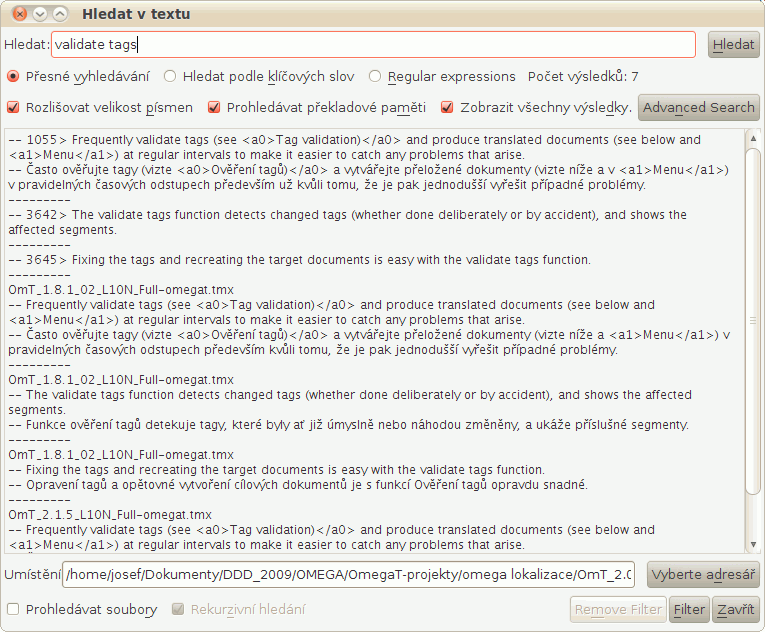 Hledat v textu
Hledat: validate tags Hledat
Přesné vyhledávání Hledat podle klíčových slov Regular expressions Počet výsledků: 7
Rozlišovat velikost písmen Prohledávat překladové paměti Zobrazit všechny výsledky. Advanced Search
-- 1055> Frequently validate tags (see <a0>Tag validation)</a0> and produce translated documents (see below and
<a1>Menu</a1>) at regular intervals to make it easier to catch any problems that arise.
-- Často ověřujte tagy (vizte <a0>Ověření tagů)</a0> a vytvářejte přeložené dokumenty (vizte níže a v <a1>Menu</a1>)
v pravidelných časových odstupech především už kvůli tomu, že je pak jednodušší vyřešit případné problémy.
---------
-- 3642> The validate tags function detects changed tags (whether done deliberately or by accident), and shows the
affected segments.
---------
-- 3645> Fixing the tags and recreating the target documents is easy with the validate tags function.
---------
OmT_1.8.1_02_L10N_Full-omegat.tmx
-- Frequently validate tags (see <a0>Tag validation)</a0> and produce translated documents (see below and
<a1>Menu</a1>) at regular intervals to make it easier to catch any problems that arise.
-- Často ověřujte tagy (vizte <a0>Ověření tagů)</a0> a vytvářejte přeložené dokumenty (vizte níže a <a1>Menu</a1>) v
pravidelných časových odstupech především kvůli tomu, že je pak jednodušší vyřešit případné problémy.
---------
OmT_1.8.1_02_L10N_Full-omegat.tmx
-- The validate tags function detects changed tags (whether done deliberately or by accident), and shows the affected
segments.
-- Funkce ověření tagů detekuje tagy, které byly ať již úmyslně nebo náhodou změněny, a ukáže příslušné segmenty.
---------
OmT_1.8.1_02_L10N_Full-omegat.tmx
-- Fixing the tags and recreating the target documents is easy with the validate tags function.
-- Opravení tagů a opětovné vytvoření cílových dokumentů je s funkcí Ověření tagů opravdu snadné.
---------
OmT_2.1.5_L10N_Full-omegat.tmx
-- Frequently validate tags (see <a0>Tag validation)</a0> and produce translated documents (see below and
<a1>Menu</a1>) at regular intervals to make it easier to catch any problems that arise.
Umístění /home/josef/Dokumenty/DDD_2009/OMEGA/OmegaT-projekty/omega lokalizace/OmT_2.0 Vyberte adresář
Prohledávat soubory Rekurzivní hledání Remove Filter Filter Zavřít